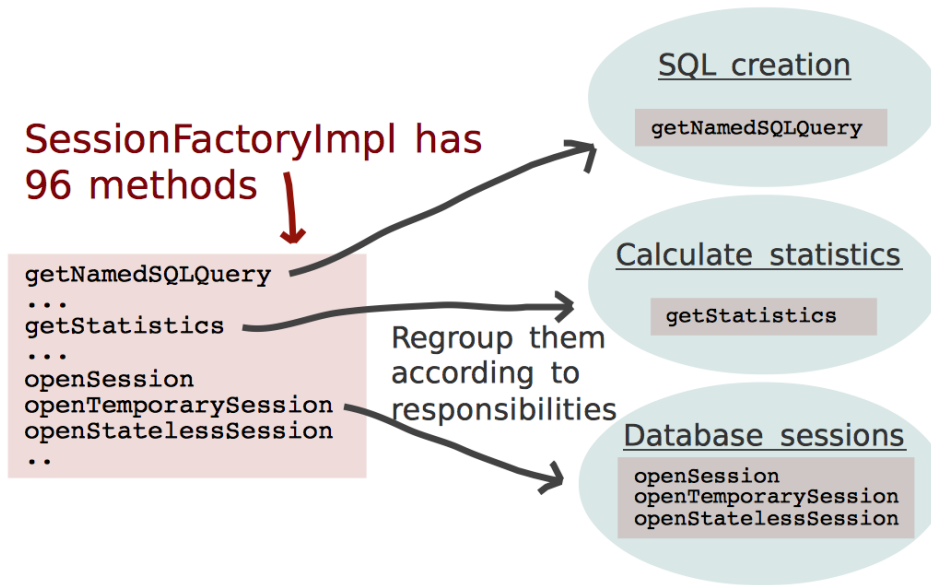 SessionFactoryImpl has
96 methods
getNamedSQLQuery
...
getStatistics
...
openSession
openTemporarySession
openStatelessSession
..
Regroup them
according to
responsibilities
SQL creation
getNamedSQLQuery
Calculate statistics
getStatistics
Database sessions
openSession
openTemporarySession
openStatelessSession